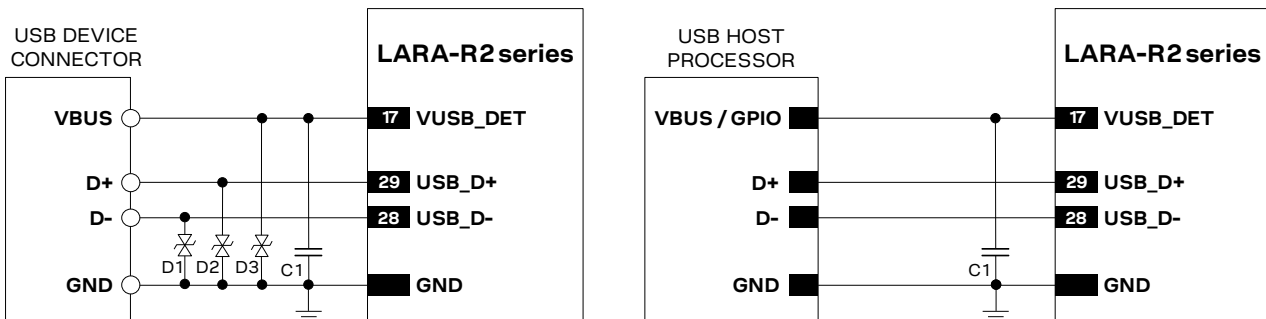 USB DEVICE
CONNECTOR
LARA-R2 series
VBUS
17 VUSB_DET
D+
29 USB_D+
D-
28 USB_D-
D1 D2 D3 C1
GND
GND
USB HOST
PROCESSOR
LARA-R2 series
VBUS / GPIO
17 VUSB_DET
D+
29 USB_D+
D-
28 USB_D-
C1
GND
GND